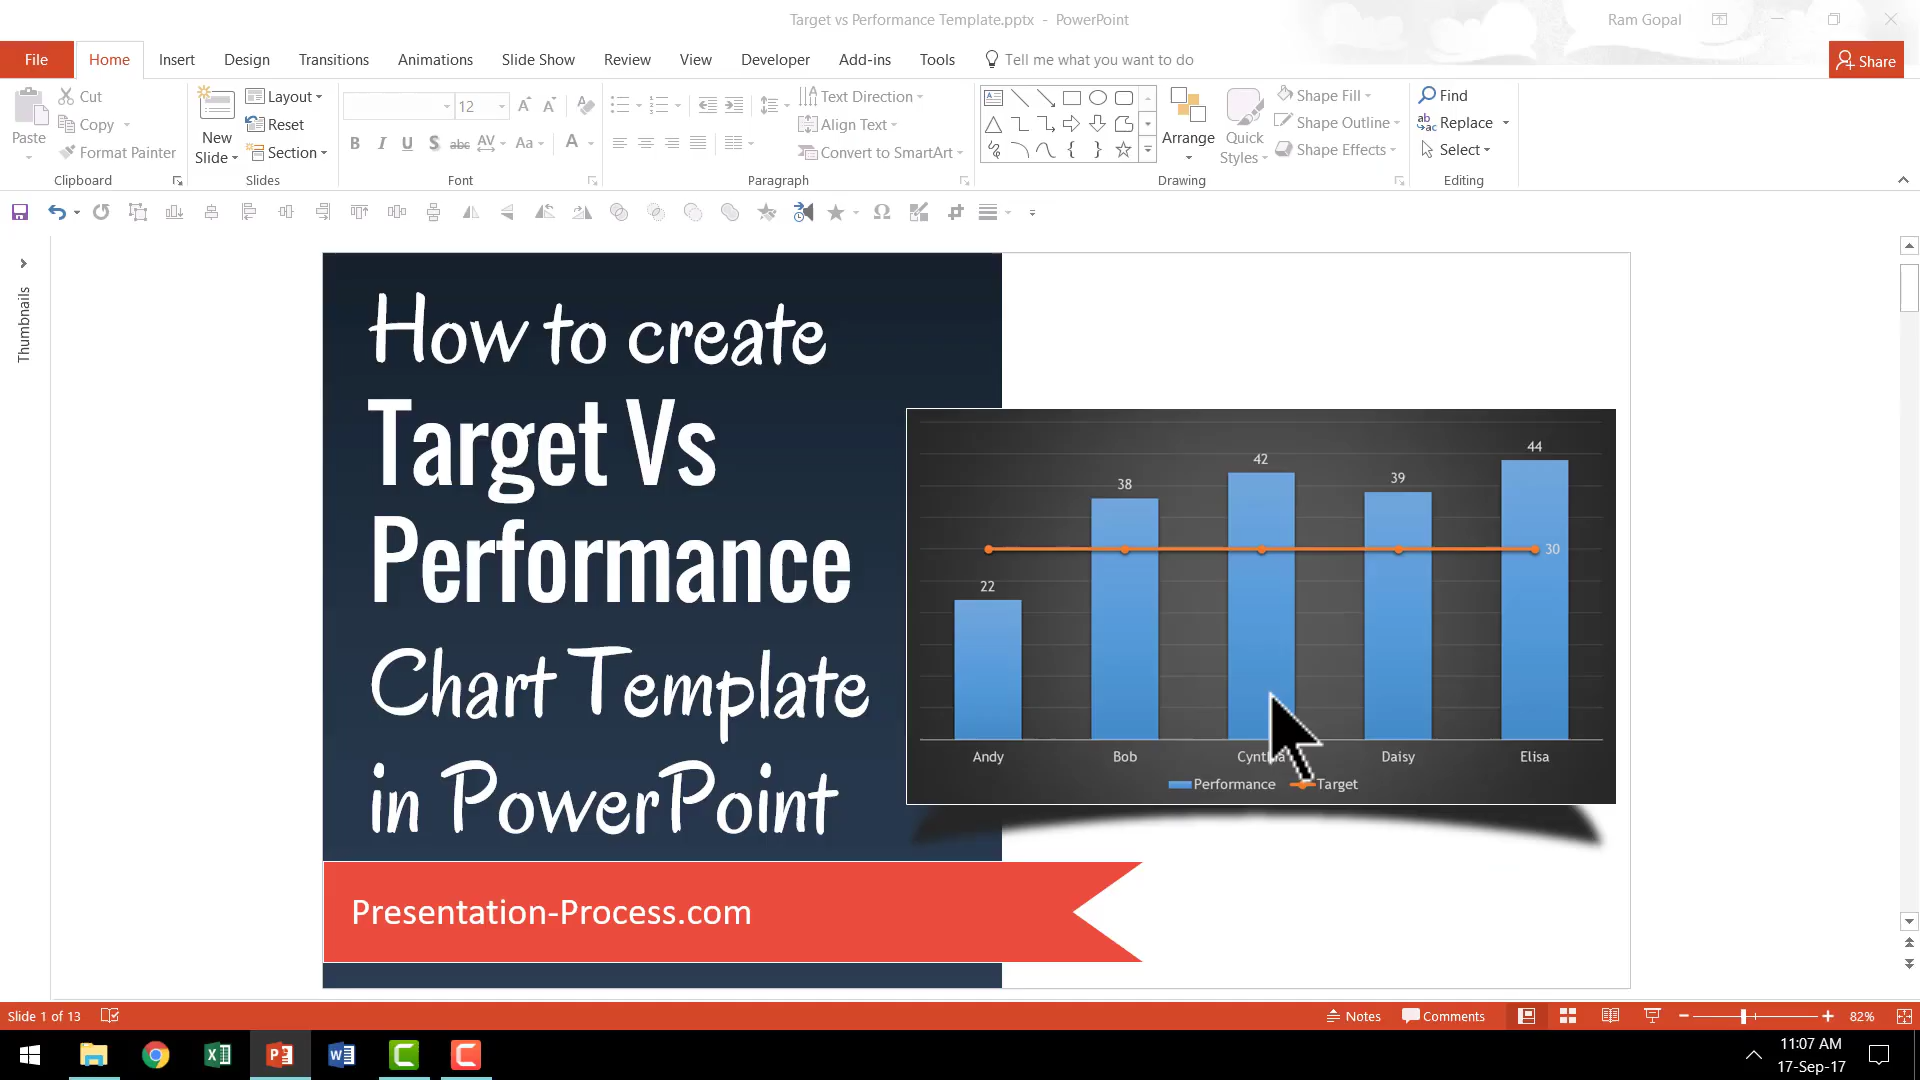 Target vs Performance Template.pptx - PowerPoint
Ram Gopal
File Home Insert Design Transitions Animations Slide Show Review View Developer Add-ins Tools Tell me what you want to do Share
Paste
Cut
Copy
Format Painter
Clipboard
New Slide
Layout
Reset
Section
Slides
12
B I U S abc AV Aa A
Font
Text Direction
Align Text
Convert to SmartArt
Paragraph
Arrange
Quick Styles
Shape Fill
Shape Outline
Shape Effects
Drawing
Find
Replace
Select
Editing
Thumbnails
How to create
Target Vs
Performance
Chart Template
in PowerPoint
Presentation-Process.com
44
42
39
38
30
22
Andy Bob Daisy Elisa
Performance Target
Slide 1 of 13
Notes Comments 82%
11:07 AM
17-Sep-17